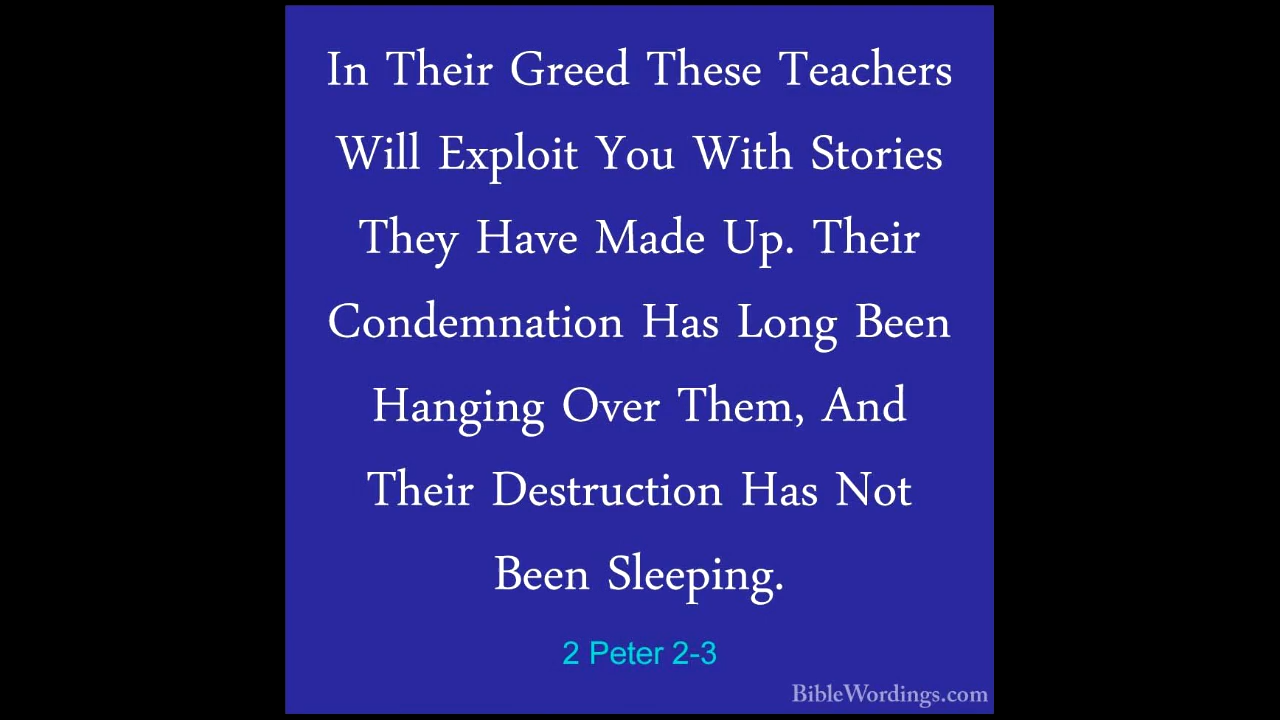 In Their Greed These Teachers
Will Exploit You With Stories
They Have Made Up. Their
Condemnation Has Long Been
Hanging Over Them, And
Their Destruction Has Not
Been Sleeping.
2 Peter 2-3
BibleWordings.com